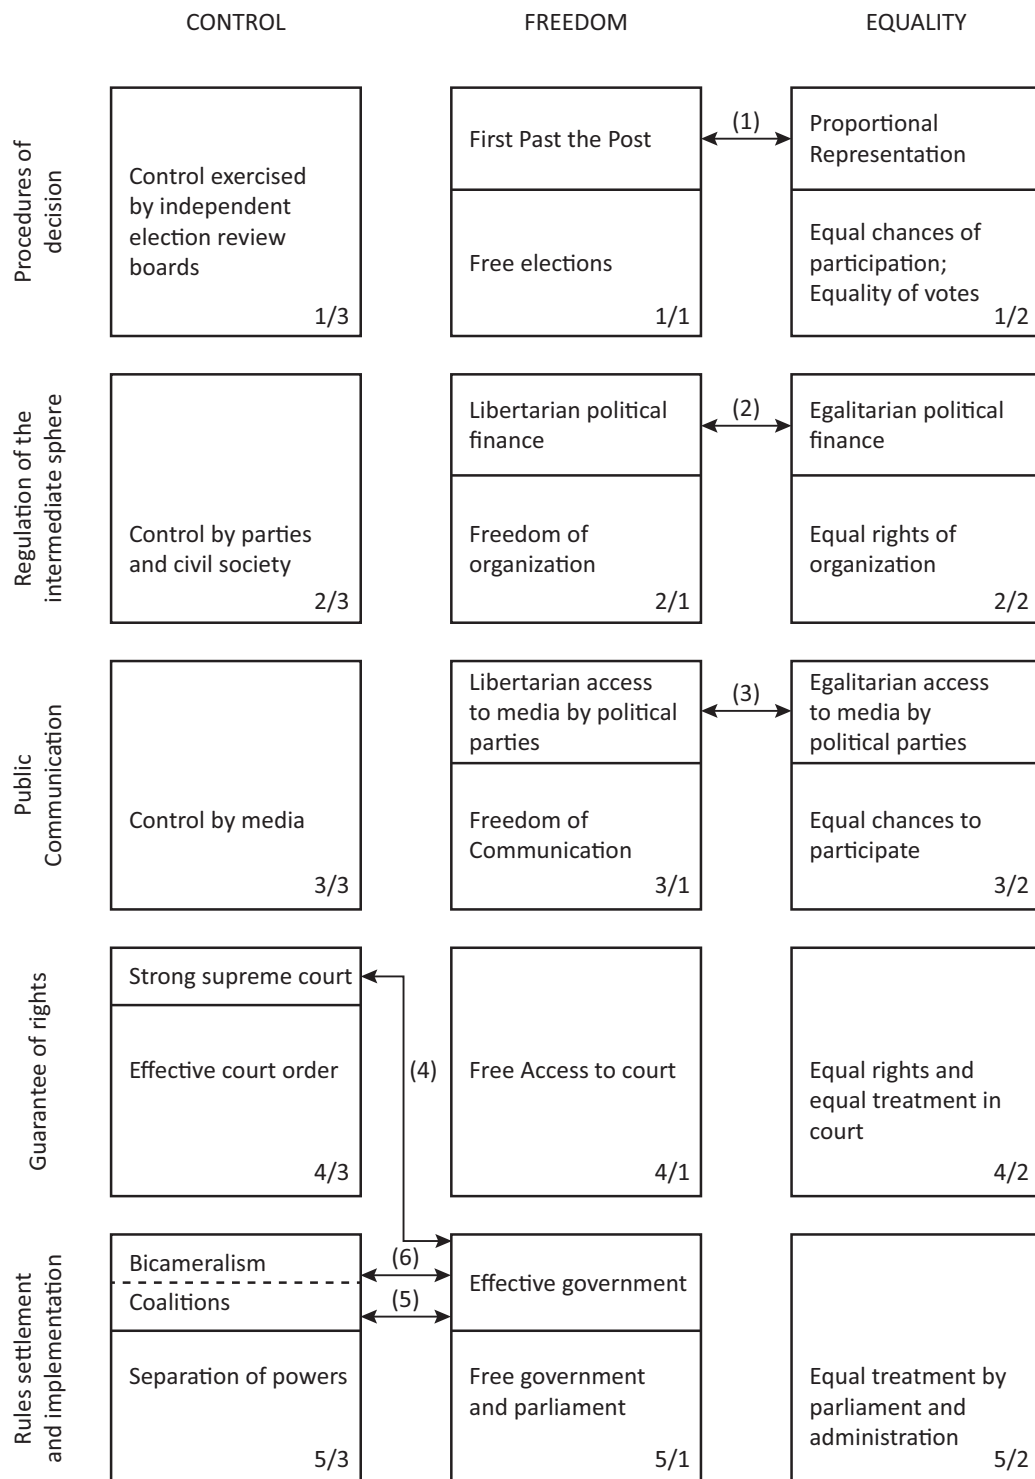 CONTROL
FREEDOM
EQUALITY
Procedures of
decision
Control exercised
by independent
election review
boards
1/3
First Past the Post
Free elections
1/1
(1)
Proportional
Representation
Equal chances of
participation;
Equality of votes
1/2
Regulation of the
intermediate sphere
Control by parties
and civil society
2/3
Libertarian political
finance
Freedom of
organization
2/1
(2)
Egalitarian political
finance
Equal rights of
organization
2/2
Public
Communication
Control by media
3/3
Libertarian access
to media by political
parties
Freedom of
Communication
3/1
(3)
Egalitarian access
to media by
political parties
Equal chances to
participate
3/2
Guarantee of rights
Strong supreme court
Effective court order
4/3
(4)
Free Access to court
4/1
Equal rights and
equal treatment in
court
4/2
Rules settlement
and implementation
Bicameralism
Coalitions
Separation of powers
5/3
(6)
(5)
Effective government
Free government
and parliament
5/1
Equal treatment by
parliament and
administration
5/2